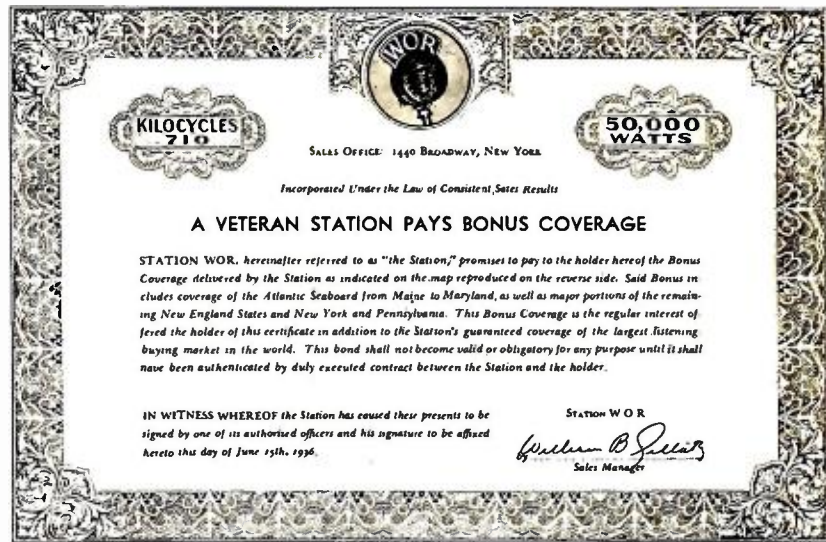 WOR
KILOCYCLES
710
50,000
WATTS
SALES OFFICE: 1440 BROADWAY, NEW YORK
Incorporated Under the Law of Consistent Sales Results
A VETERAN STATION PAYS BONUS COVERAGE
STATION WOR, hereinafter referred to as "the Station," promises to pay to the holder hereof the Bonus
Coverage delivered by the Station as indicated on the map reproduced on the reverse side. Said Bonus in
cludes coverage of the Atlantic Seaboard from Maine to Maryland, as well as major portions of the remain-
ing New England States and New York and Pennsylvania. This Bonus Coverage is the regular interest of
fered the holder of this certificate in addition to the Station's guaranteed coverage of the largest listening
buying market in the world. This bond shall not become valid or obligatory for any purpose until it shall
have been authenticated by duly executed contract between the Station and the holder.
IN WITNESS WHEREOF the Station has caused these presents to be
signed by one of its authorized officers and his signature to be affixed
hereto this day of June 15th, 1936.
STATION WOR
by William B
Sales Manager